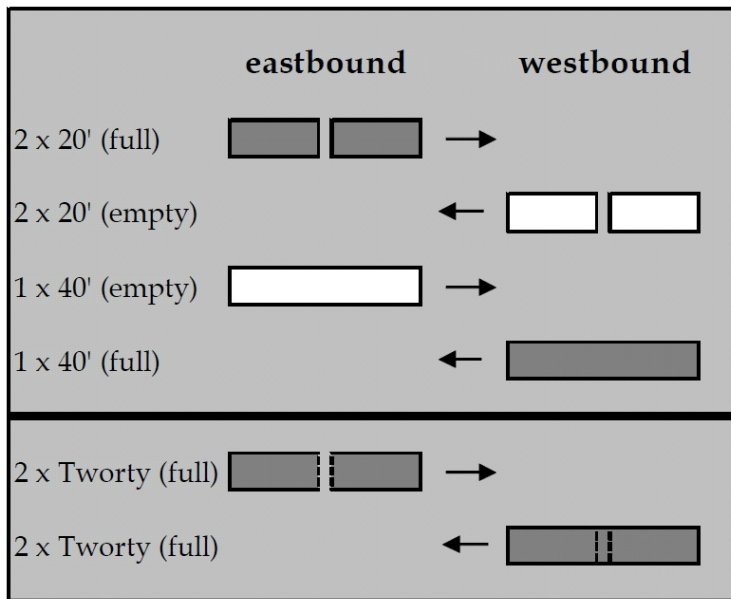 eastbound westbound
2 x 20' (full)
2 x 20' (empty)
1 x 40' (empty)
1 x 40' (full)
2 x Tworty (full)
2 x Tworty (full)